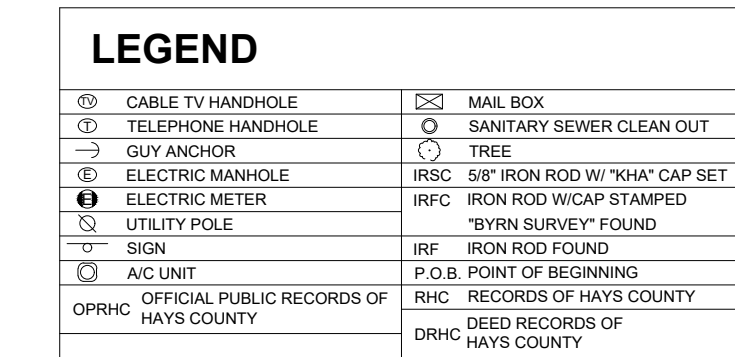 LEGEND
TV CABLE TV HANDHOLE
T TELEPHONE HANDHOLE
GUY ANCHOR
E ELECTRIC MANHOLE
E ELECTRIC METER
UTILITY POLE
SIGN
A/C UNIT
OPRHC OFFICIAL PUBLIC RECORDS OF
HAYS COUNTY
MAIL BOX
SANITARY SEWER CLEAN OUT
TREE
IRSC 5/8" IRON ROD W/ "KHA" CAP SET
IRFC IRON ROD W/CAP STAMPED
"BYRN SURVEY" FOUND
IRF IRON ROD FOUND
P.O.B. POINT OF BEGINNING
RHC RECORDS OF HAYS COUNTY
DRHC DEED RECORDS OF
HAYS COUNTY